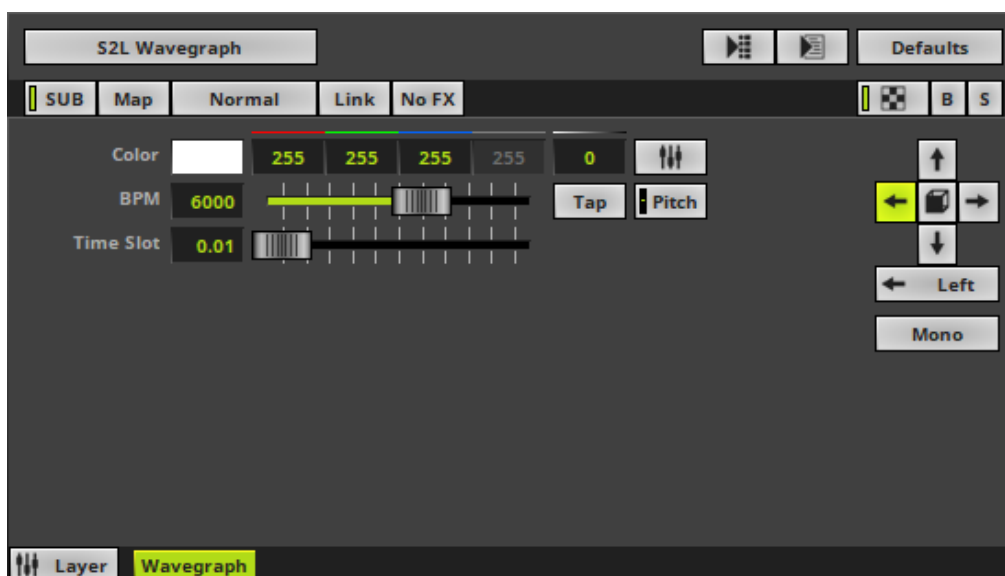 S2L Wavegraph Defaults
SUB Map Normal Link No FX B S
Color 255 255 255 255 0
BPM 6000 Tap Pitch
Time Slot 0.01
Left
Mono
Layer Wavegraph